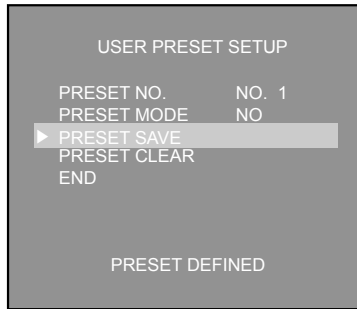 USER PRESET SETUP
PRESET NO. NO. 1
PRESET MODE NO
PRESET SAVE
PRESET CLEAR
END
PRESET DEFINED